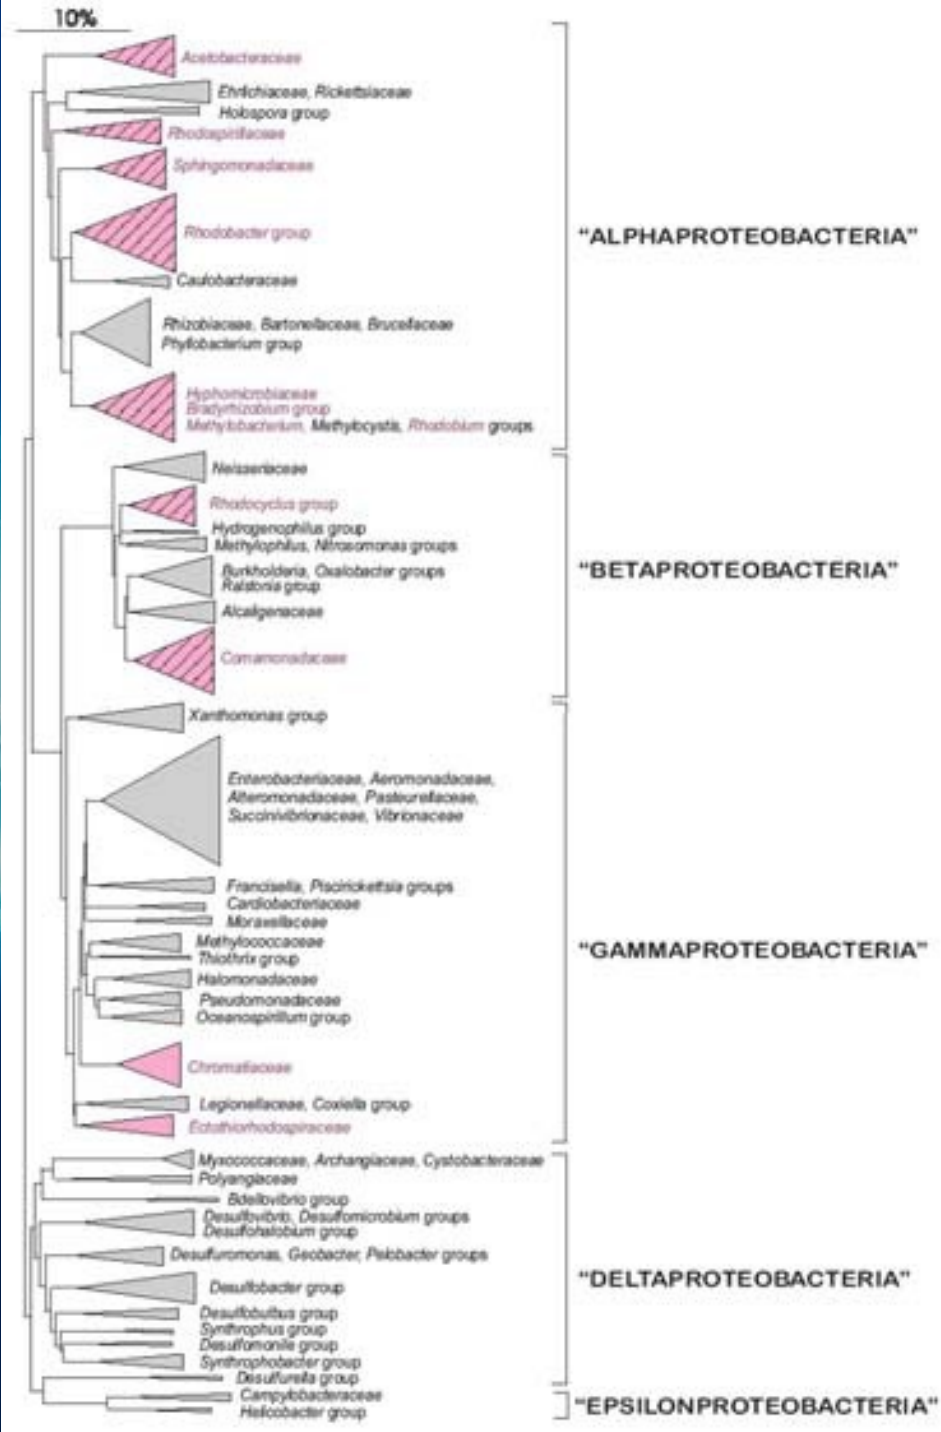 10%
Acetobacteraceae
Ehrlichiaceae, Rickettsiaceae
Holospora group
Rhodospirillaceae
Sphingomonadaceae
Rhodobacter group
"ALPHAPROTEOBACTERIA"
Caulobacteraceae
Rhizobiaceae, Bartonellaceae, Brucellaceae
Phyllobacterium group
Hyphomicrobiaceae
Bradyrhizobium group
Methylobacterium, Methylocystis, Rhodobium groups
Neisseriaceae
Rhodocyclus group
Hydrogenophilus group
Methylophilus, Nitrosomonas groups
Burkholderia, Oxalobacter groups
"BETAPROTEOBACTERIA"
Ralstonia group
Alcaligenaceae
Comamonadaceae
Xanthomonas group
Enterobacteriaceae, Aeromonadaceae,
Alteromonadaceae, Pasteurellaceae,
Succinivibrionaceae, Vibrionaceae
Francisella, Piscirickettsia groups
Cardiobacteriaceae
Moraxellaceae
Methylococcaceae
"GAMMAPROTEOBACTERIA"
Thiothrix group
Halomonadaceae
Pseudomonadaceae
Oceanospirillum group
Chromatiaceae
Legionellaceae, Coxiella group
Ectothiorhodospiraceae
Myxococcaceae, Archangiaceae, Cystobacteraceae
Polyangiaceae
Bdellovibrio group
Desulfovibrio, Desulfomicrobium groups
Desulfohalobium group
Desulfuromonas, Geobacter, Pelobacter groups
"DELTAPROTEOBACTERIA"
Desulfobacter group
Desulfobulbus group
Synthrophus group
Desulfomonile group
Synthrophobacter group
Desulfurella group
Campylobacteraceae
"EPSILONPROTEOBACTERIA"
Helicobacter group